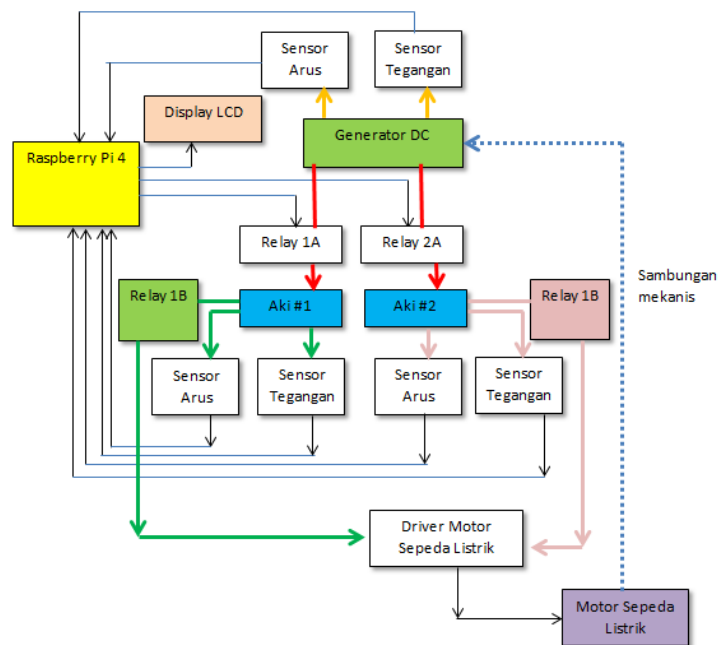 Sensor
Arus
Sensor
Tegangan
Display LCD
Generator DC
Raspberry Pi 4
Relay 1A
Relay 2A
Sambungan
mekanis
Relay 1B
Aki #1
Aki #2
Relay 1B
Sensor
Arus
Sensor
Tegangan
Sensor
Arus
Sensor
Tegangan
Driver Motor
Sepeda Listrik
Motor Sepeda
Listrik